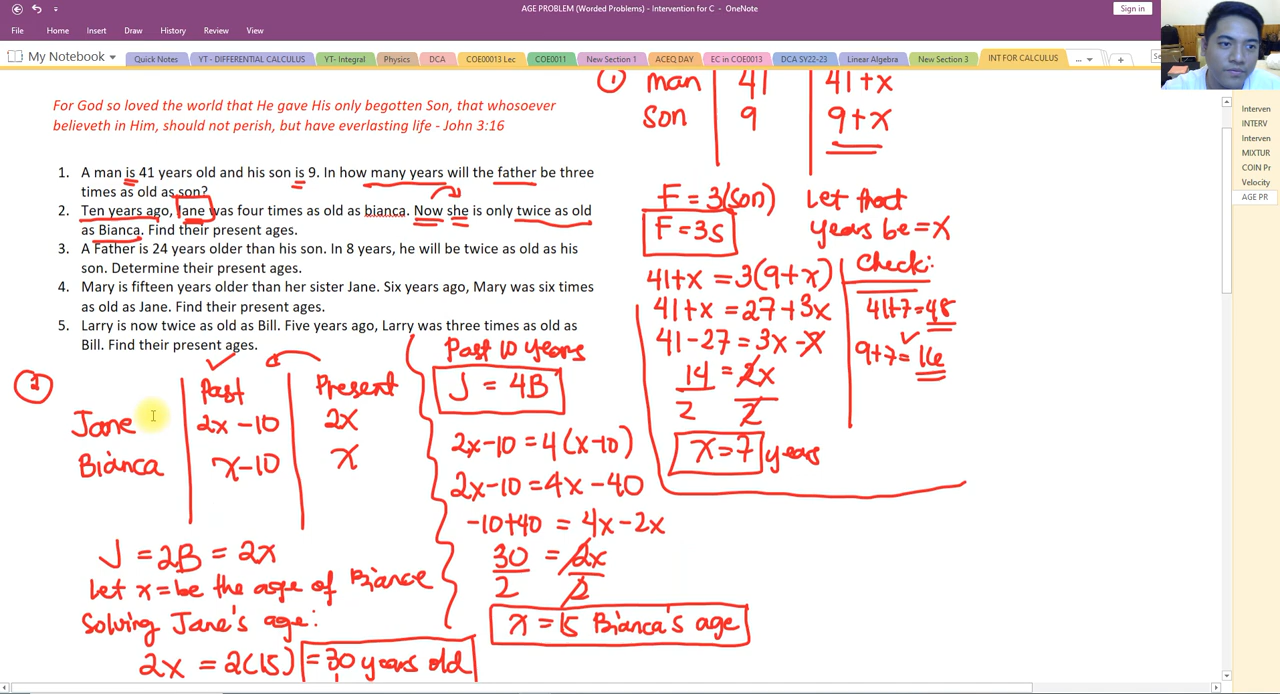 AGE PROBLEM (Worded Problems) - Intervention for C - OneNote
Sign in
File Home Insert Draw History Review View
My Notebook
Quick Notes YT - DIFFERENTIAL CALCULUS YT- Integral Physics DCA COE00013 Lec COE0011 New Section 1 ACEQ DAY EC in COE0013 DCA SY22-23 Linear Algebra New Section 3 INT FOR CALCULUS
Interven
INTERV
Interven
MIXTUR
COIN Pr
Velocity
AGE PR
For God so loved the world that He gave His only begotten Son, that whosoever
believeth in Him, should not perish, but have everlasting life - John 3:16
1. A man is 41 years old and his son is 9. In how many years will the father be three
times as old as son?
2. Ten years ago, Jane was four times as old as bianca. Now she is only twice as old
as Bianca. Find their present ages.
3. A Father is 24 years older than his son. In 8 years, he will be twice as old as his
son. Determine their present ages.
4. Mary is fifteen years older than her sister Jane. Six years ago, Mary was six times
as old as Jane. Find their present ages.
5. Larry is now twice as old as Bill. Five years ago, Larry was three times as old as
Bill. Find their present ages.
1 man 41 41+x
Son 9 9+x
F = 3(Son)
F = 3S
Let that
years be = x
41+x = 3(9+x)
41+x = 27+3x
41-27 = 3x-x
14 = 2x
2 2
x=7 years
Check:
41+7=48
9+7= 16
2
Past Present
Jane 2x-10 2x
Bianca x-10 x
J = 2B = 2x
Let x = be the age of Biance
Solving Jane's age:
2x = 2(15) = 30 years old
Past 10 years
J = 4B
2x-10 = 4(x-10)
2x-10 = 4x-40
-10+40 = 4x-2x
30 = 2x
2 2
x = 15 Bianca's age